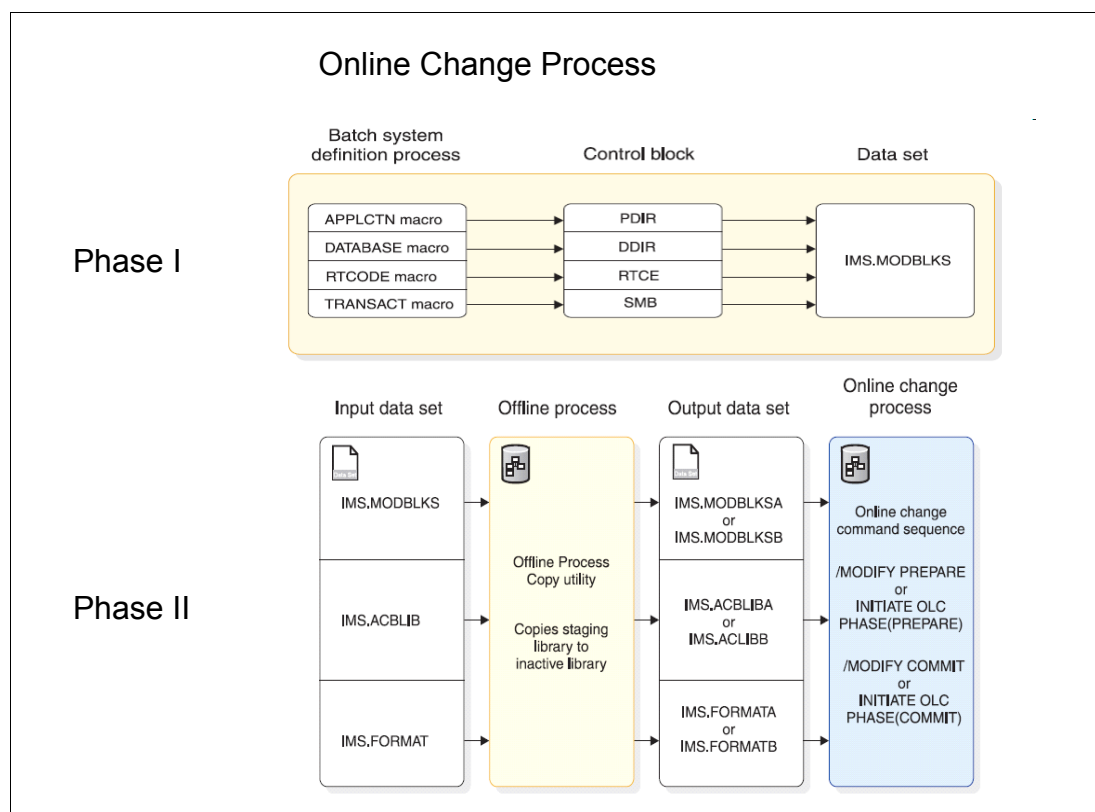 Online Change Process
Batch system
definition process
Control block
Data set
Phase I
APPLCTN macro
PDIR
DATABASE macro
DDIR
RTCODE macro
RTCE
TRANSACT macro
SMB
IMS.MODBLKS
Input data set
Offline process
Output data set
Online change
process
Phase II
Data Set
IMS.MODBLKS
IMS.ACBLIB
IMS.FORMAT
Offline Process
Copy utility
Copies staging
library to
inactive library
Data Set
IMS.MODBLKSA
or
IMS.MODBLKSB
IMS.ACBLIBA
or
IMS.ACLIBB
IMS.FORMATA
or
IMS.FORMATB
Online change
command sequence
/MODIFY PREPARE
or
INITIATE OLC
PHASE(PREPARE)
/MODIFY COMMIT
or
INITIATE OLC
PHASE(COMMIT)